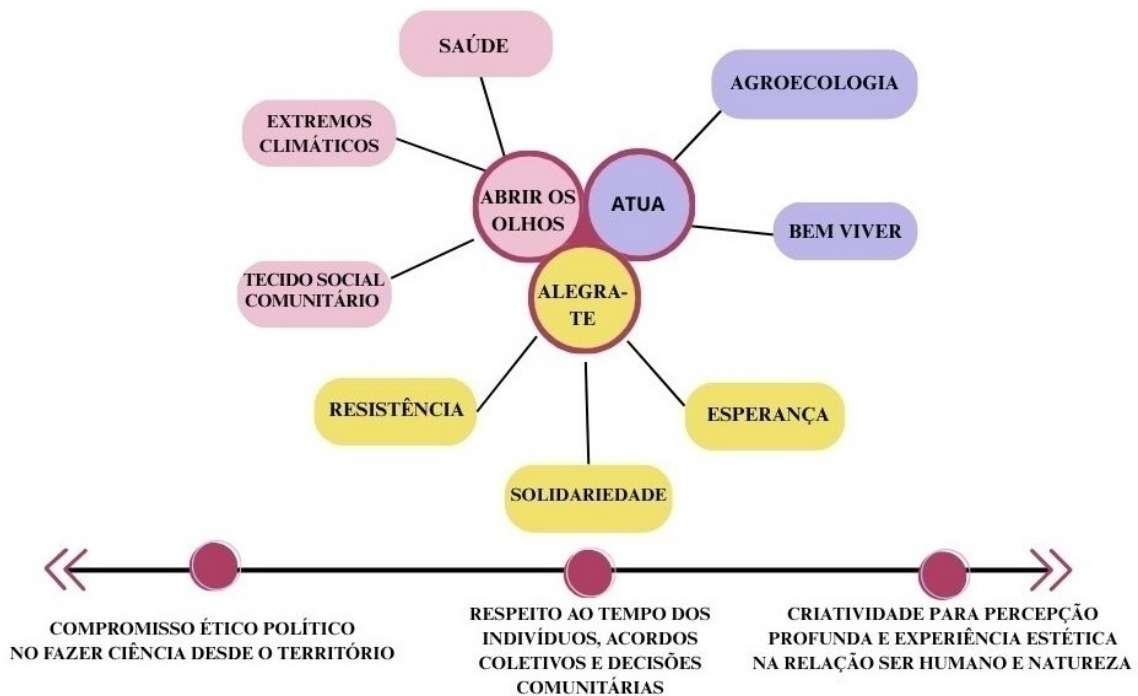 SAÚDE
AGROECOLOGIA
EXTREMOS
CLIMÁTICOS
ABRIR OS
OLHOS
ATUA
BEM VIVER
TECIDO SOCIAL
COMUNITÁRIO
ALEGRA-
TE
RESISTÊNCIA
ESPERANÇA
SOLIDARIEDADE
COMPROMISSO ÉTICO POLÍTICO
NO FAZER CIÊNCIA DESDE O TERRITÓRIO
RESPEITO AO TEMPO DOS
INDIVÍDUOS, ACORDOS
COLETIVOS E DECISÕES
COMUNITÁRIAS
CRIATIVIDADE PARA PERCEPÇÃO
PROFUNDA E EXPERIÊNCIA ESTÉTICA
NA RELAÇÃO SER HUMANO E NATUREZA